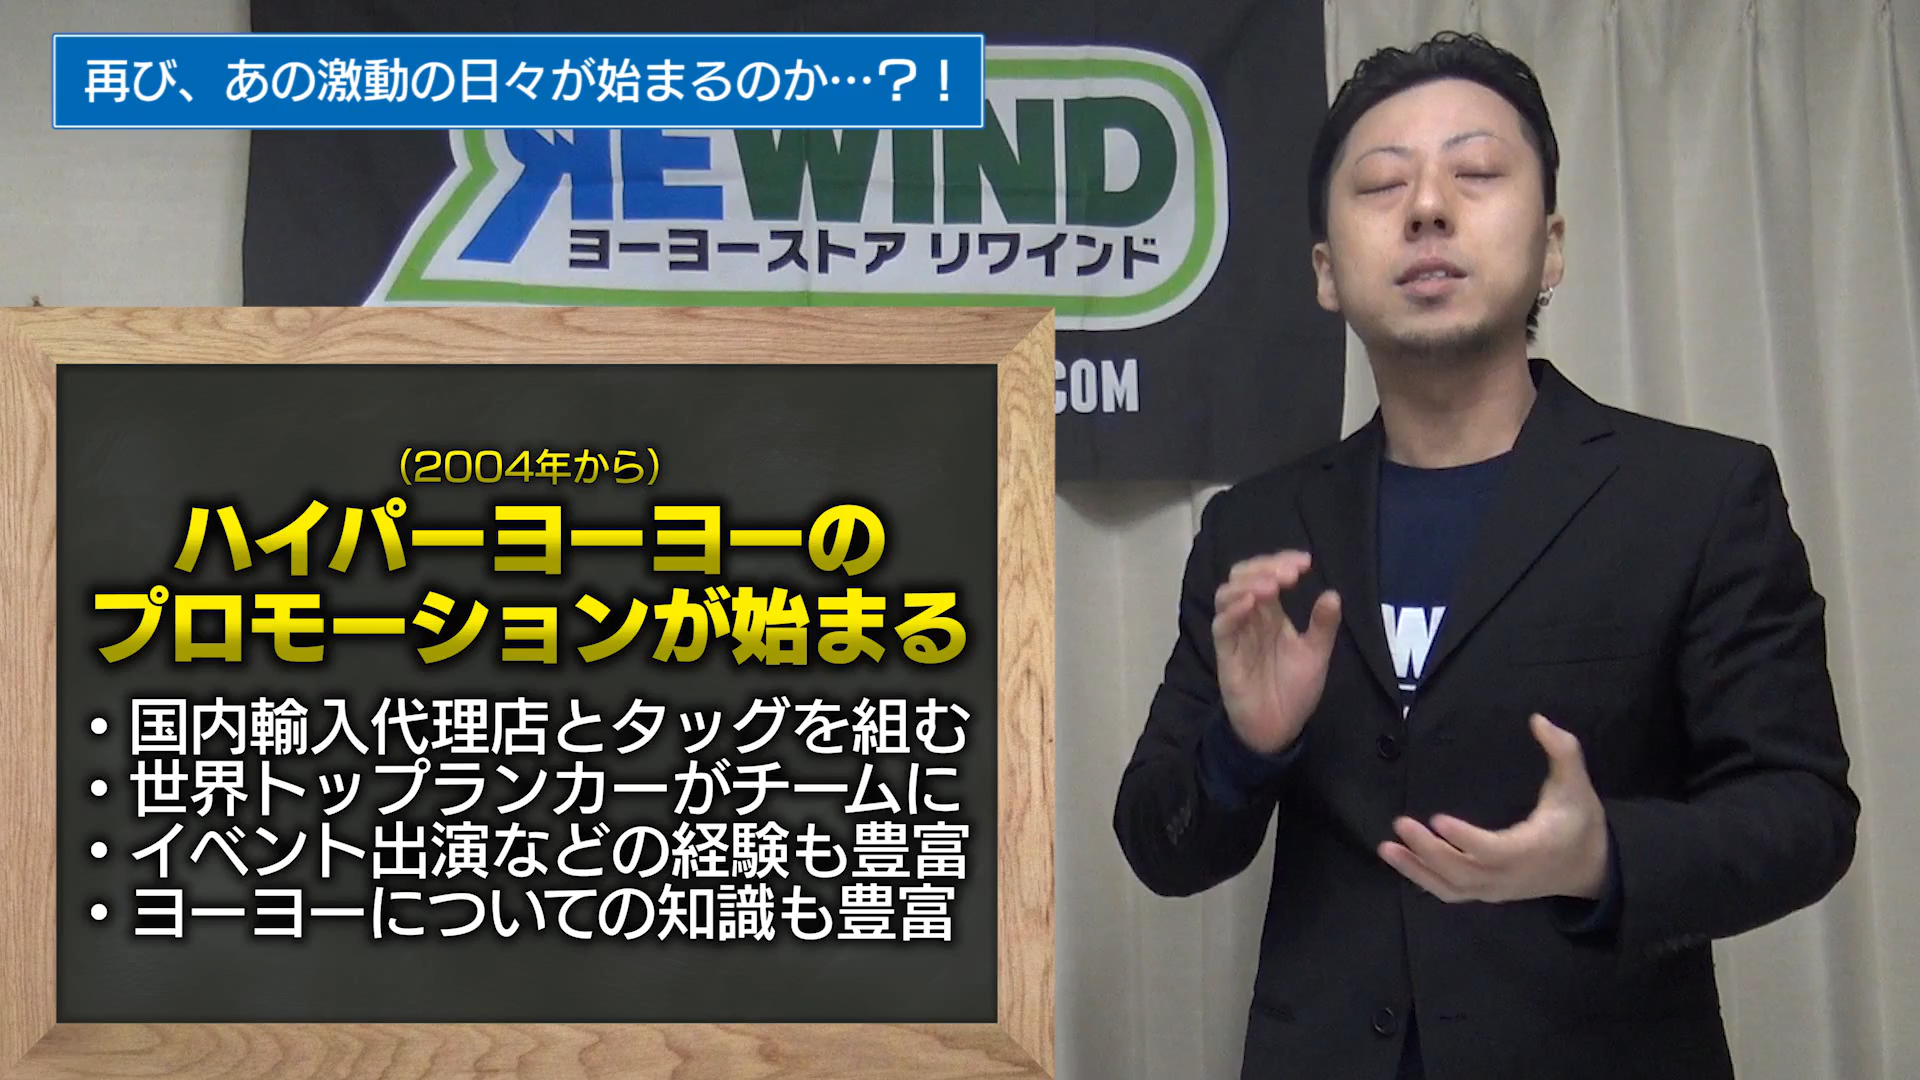 再び、あの激動の日々が始まるのか…？！
REWIND
ヨーヨーストア リワインド
COM
（2004年から）
ハイパーヨーヨーの
プロモーションが始まる
・国内輸入代理店とタッグを組む
・世界トップランカーがチームに
・イベント出演などの経験も豊富
・ヨーヨーについての知識も豊富
W